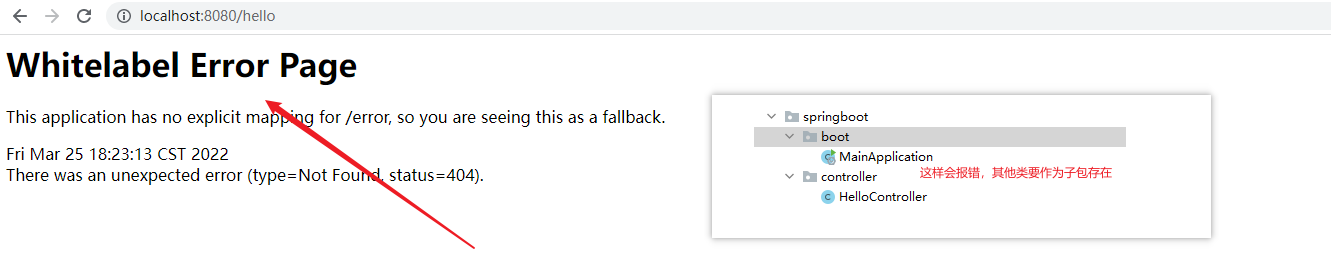 localhost:8080/hello
Whitelabel Error Page
This application has no explicit mapping for /error, so you are seeing this as a fallback.
Fri Mar 25 18:23:13 CST 2022
There was an unexpected error (type=Not Found, status=404).
springboot
boot
MainApplication
controller
这样会报错，其他类要作为子包存在
HelloController